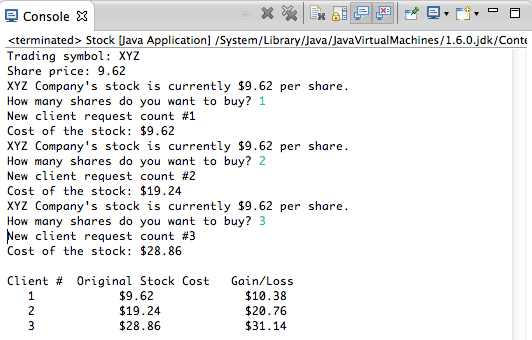 Console
<terminated> Stock [Java Application] /System/Library/Java/JavaVirtualMachines/1.6.0.jdk/Conte
Trading symbol: XYZ
Share price: 9.62
XYZ Company's stock is currently $9.62 per share.
How many shares do you want to buy? 1
New client request count #1
Cost of the stock: $9.62
XYZ Company's stock is currently $9.62 per share.
How many shares do you want to buy? 2
New client request count #2
Cost of the stock: $19.24
XYZ Company's stock is currently $9.62 per share.
How many shares do you want to buy? 3
New client request count #3
Cost of the stock: $28.86
Client # Original Stock Cost Gain/Loss
1 $9.62 $10.38
2 $19.24 $20.76
3 $28.86 $31.14